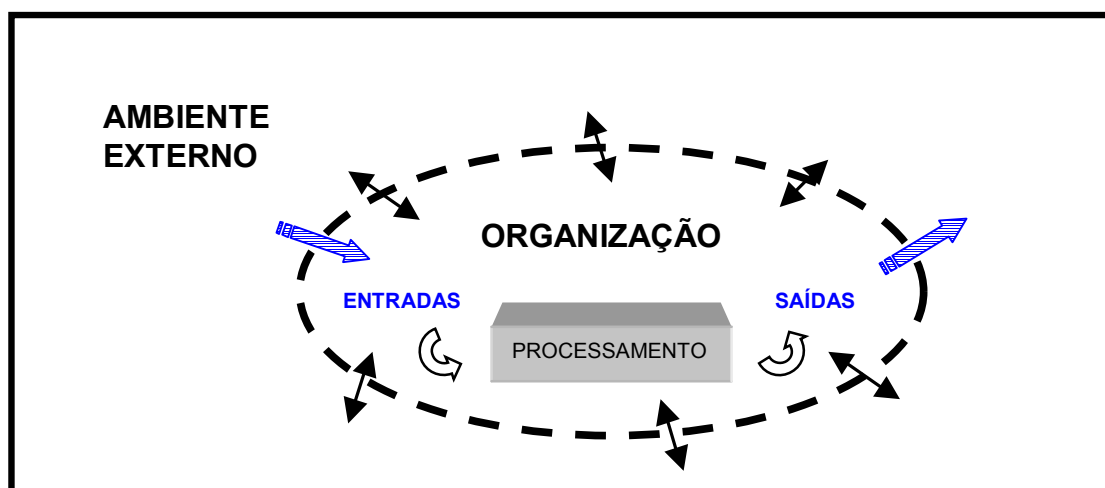 AMBIENTE
EXTERNO
ORGANIZAÇÃO
ENTRADAS
SAÍDAS
PROCESSAMENTO